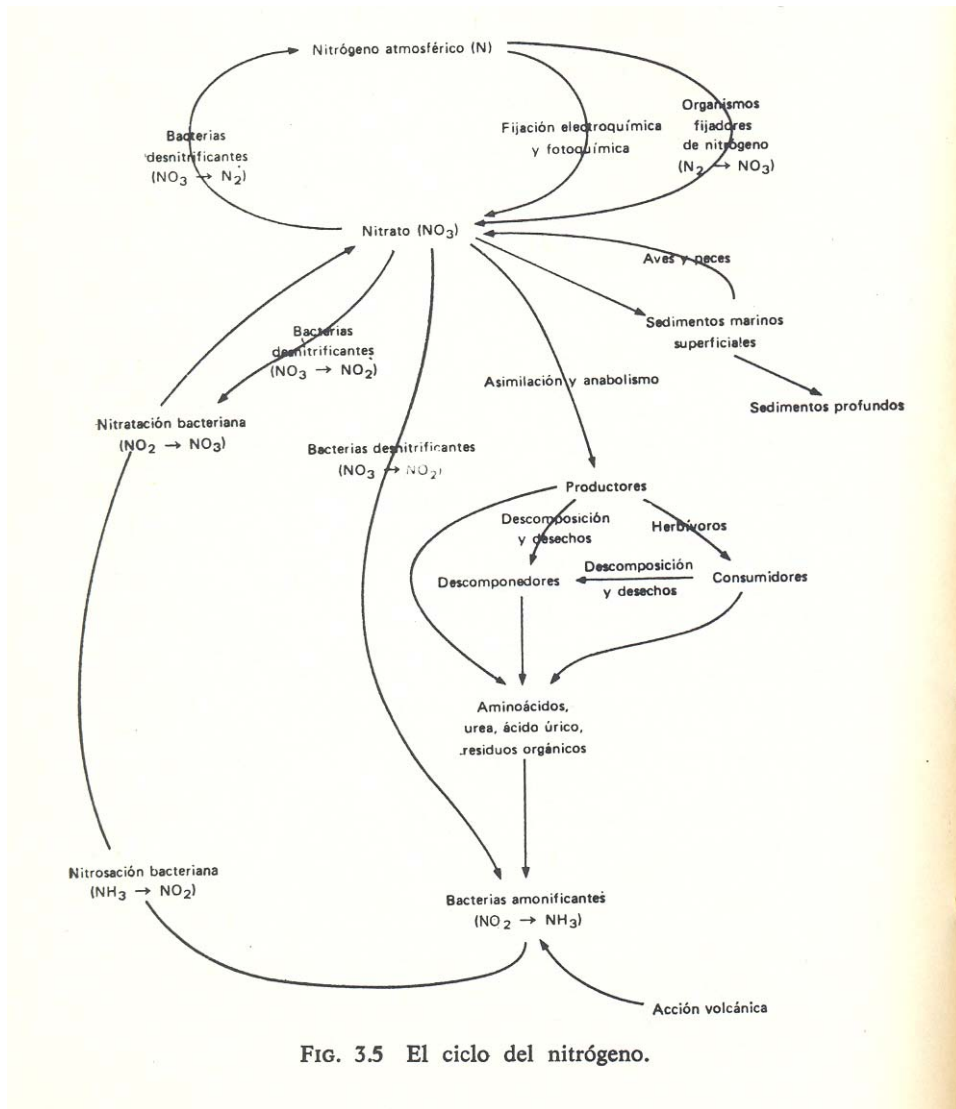 Nitrógeno atmosférico (N)
Bacterias
desnitrificantes
(NO3 → N2)
Fijación electroquímica
y fotoquímica
Organismos
fijadores
de nitrógeno
(N2 → NO3)
Nitrato (NO3)
Aves y peces
Bacterias
desnitrificantes
(NO3 → NO2)
Sedimentos marinos
superficiales
Asimilación y anabolismo
Sedimentos profundos
Nitratación bacteriana
(NO2 → NO3)
Bacterias desnitrificantes
(NO3 → NO2)
Productores
Descomposición
y desechos
Herbívoros
Descomponedores
Descomposición
y desechos
Consumidores
Aminoácidos,
urea, ácido úrico,
residuos orgánicos
Nitrosación bacteriana
(NH3 → NO2)
Bacterias amonificantes
(NO2 → NH3)
Acción volcánica
FIG. 3.5 El ciclo del nitrógeno.